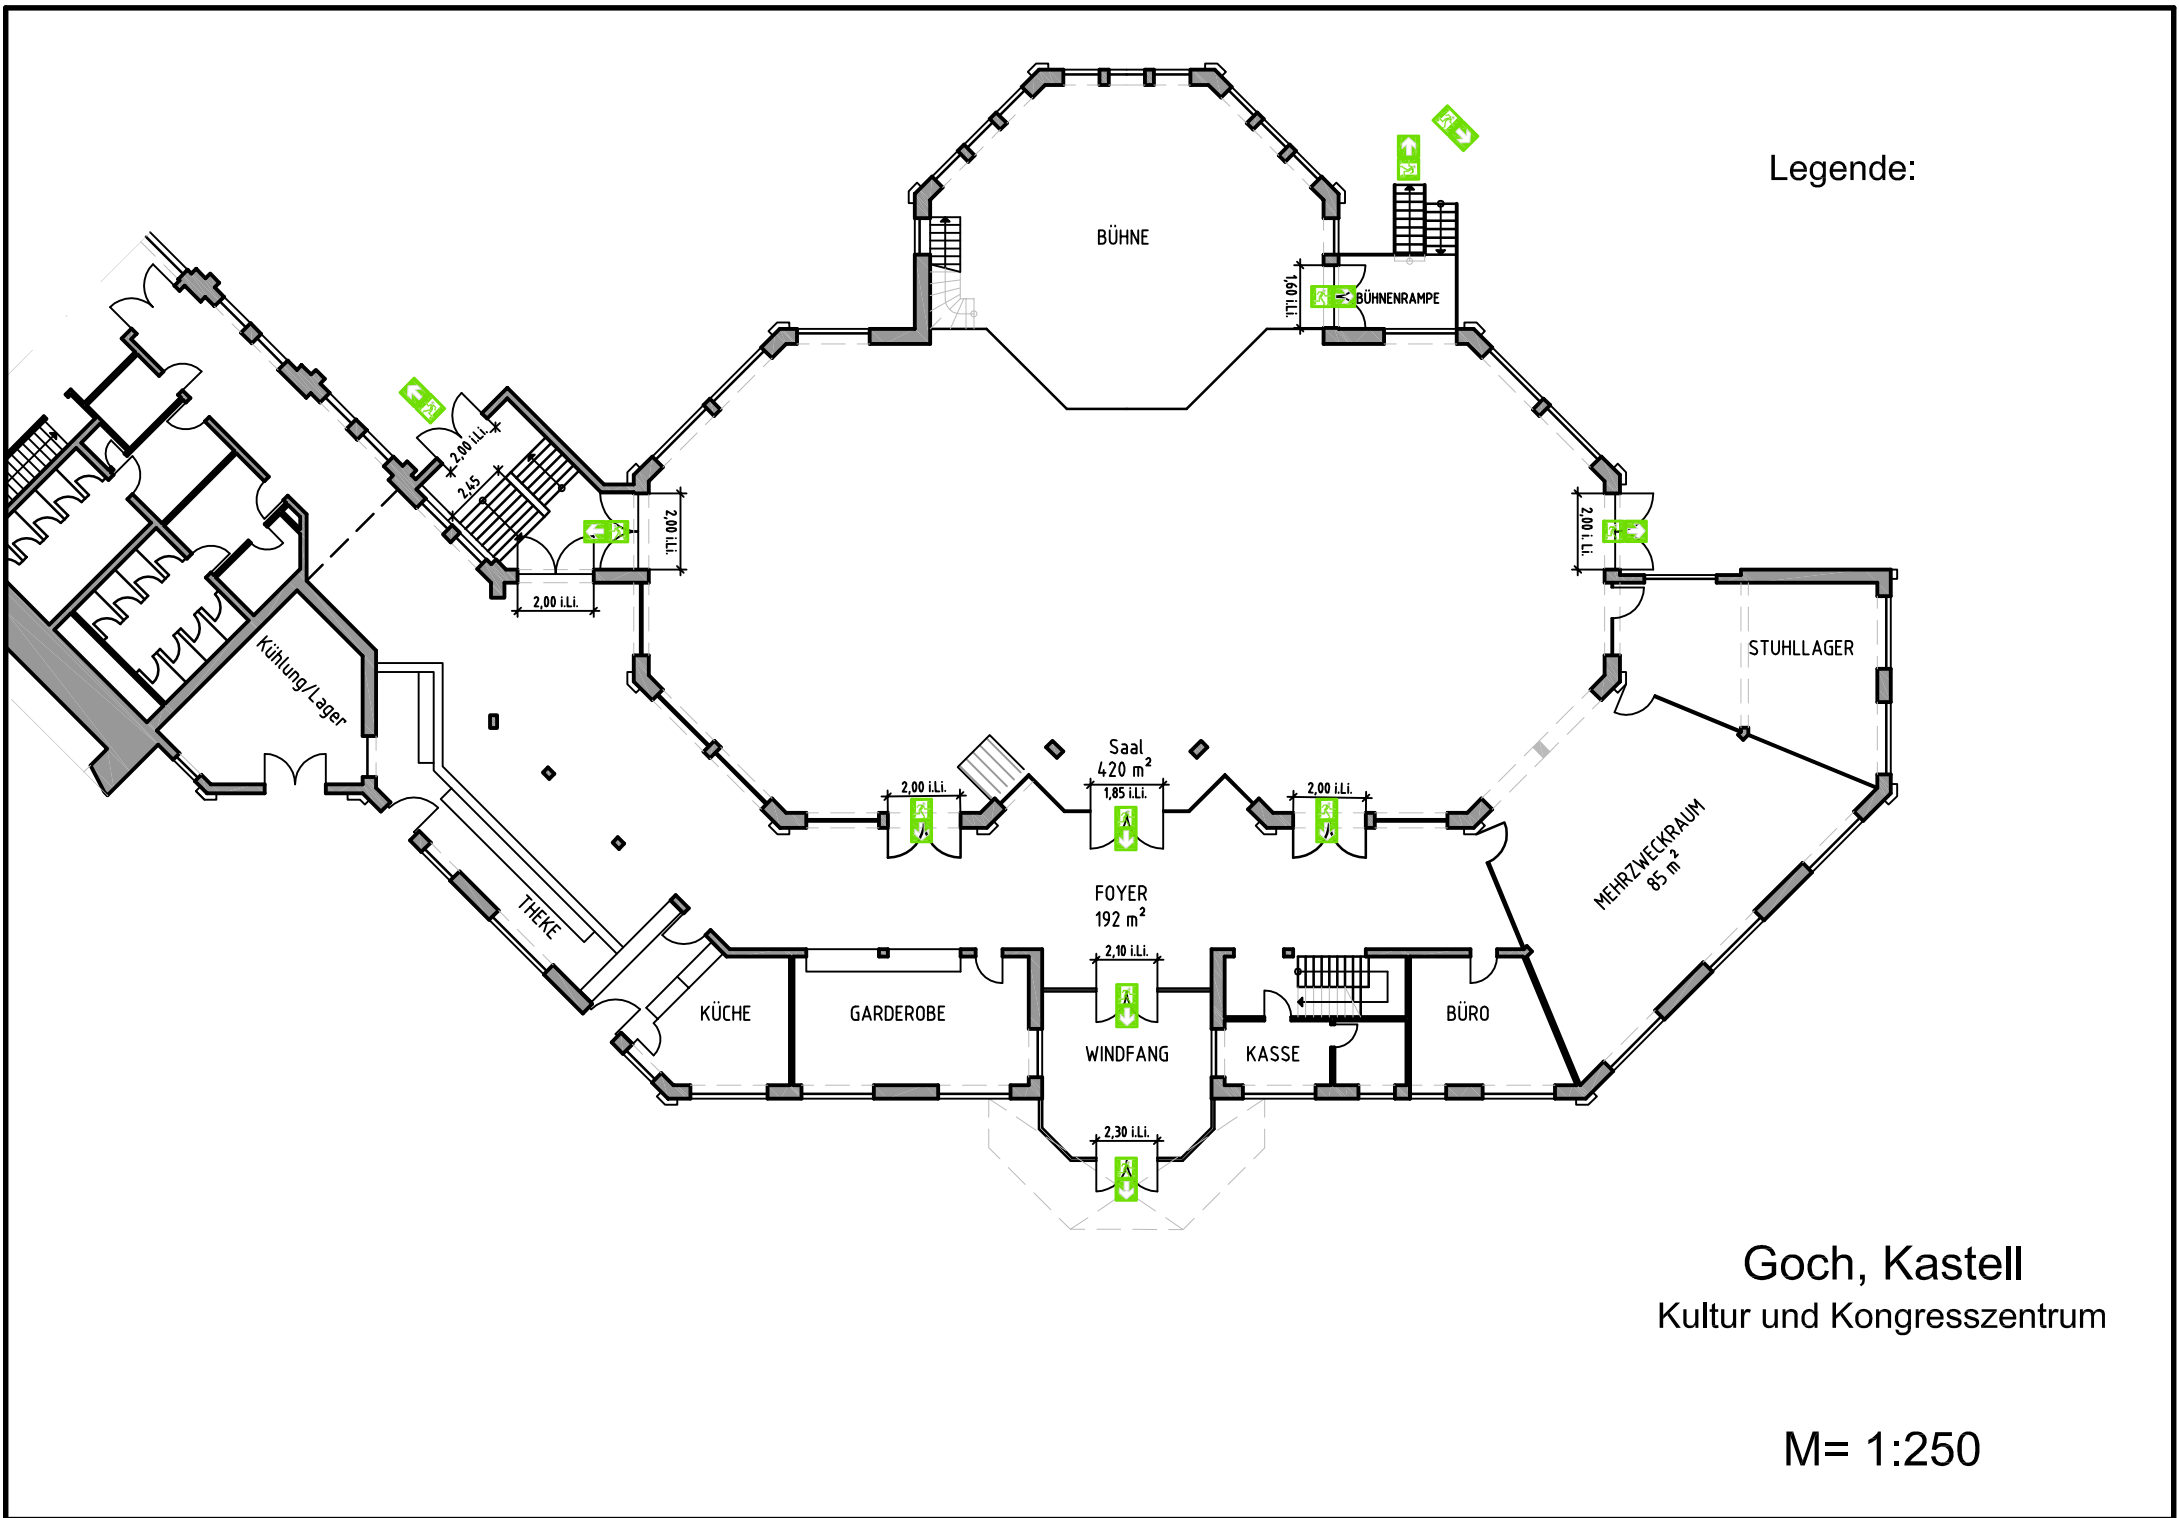 Legende:
BÜHNE
1,60 i.Li.
BÜHNENRAMPE
2,00 i.Li.
2,45
2,00 i.Li.
2,00 i.Li.
2,00 i.Li.
Kühlung/Lager
STUHLLAGER
Saal
420 m²
2,00 i.Li.
1,85 i.Li.
2,00 i.Li.
MEHRZWECKRAUM
85 m²
THEKE
FOYER
192 m²
2,10 i.Li.
KÜCHE
GARDEROBE
WINDFANG
KASSE
BÜRO
2,30 i.Li.
Goch, Kastell
Kultur und Kongresszentrum
M= 1:250